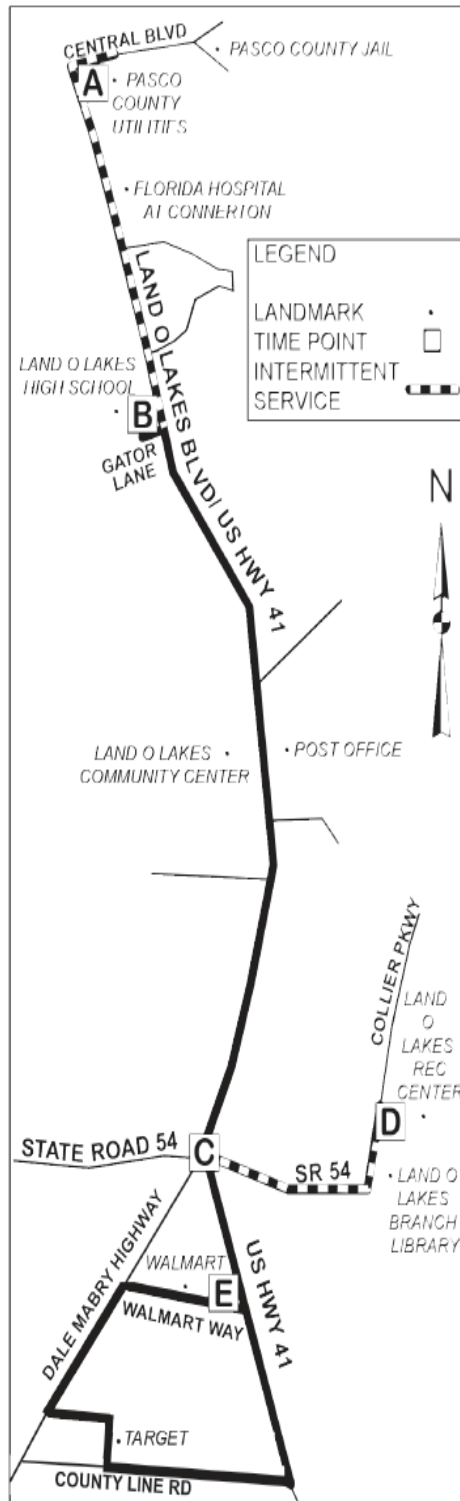 CENTRAL BLVD
PASCO COUNTY JAIL
A
PASCO
COUNTY
UTILITIES
FLORIDA HOSPITAL
AT CONNERTON
LEGEND
LANDMARK
TIME POINT
INTERMITTENT
SERVICE
LAND O LAKES BLVD/ US HWY 41
LAND O LAKES
HIGH SCHOOL
B
GATOR
LANE
N
LAND O LAKES
COMMUNITY CENTER
POST OFFICE
COLLIER PKWY
LAND
O
LAKES
REC
CENTER
D
STATE ROAD 54
C
SR 54
LAND O
LAKES
BRANCH
LIBRARY
DALE MABRY HIGHWAY
WALMART
E
WALMART WAY
US HWY 41
TARGET
COUNTY LINE RD